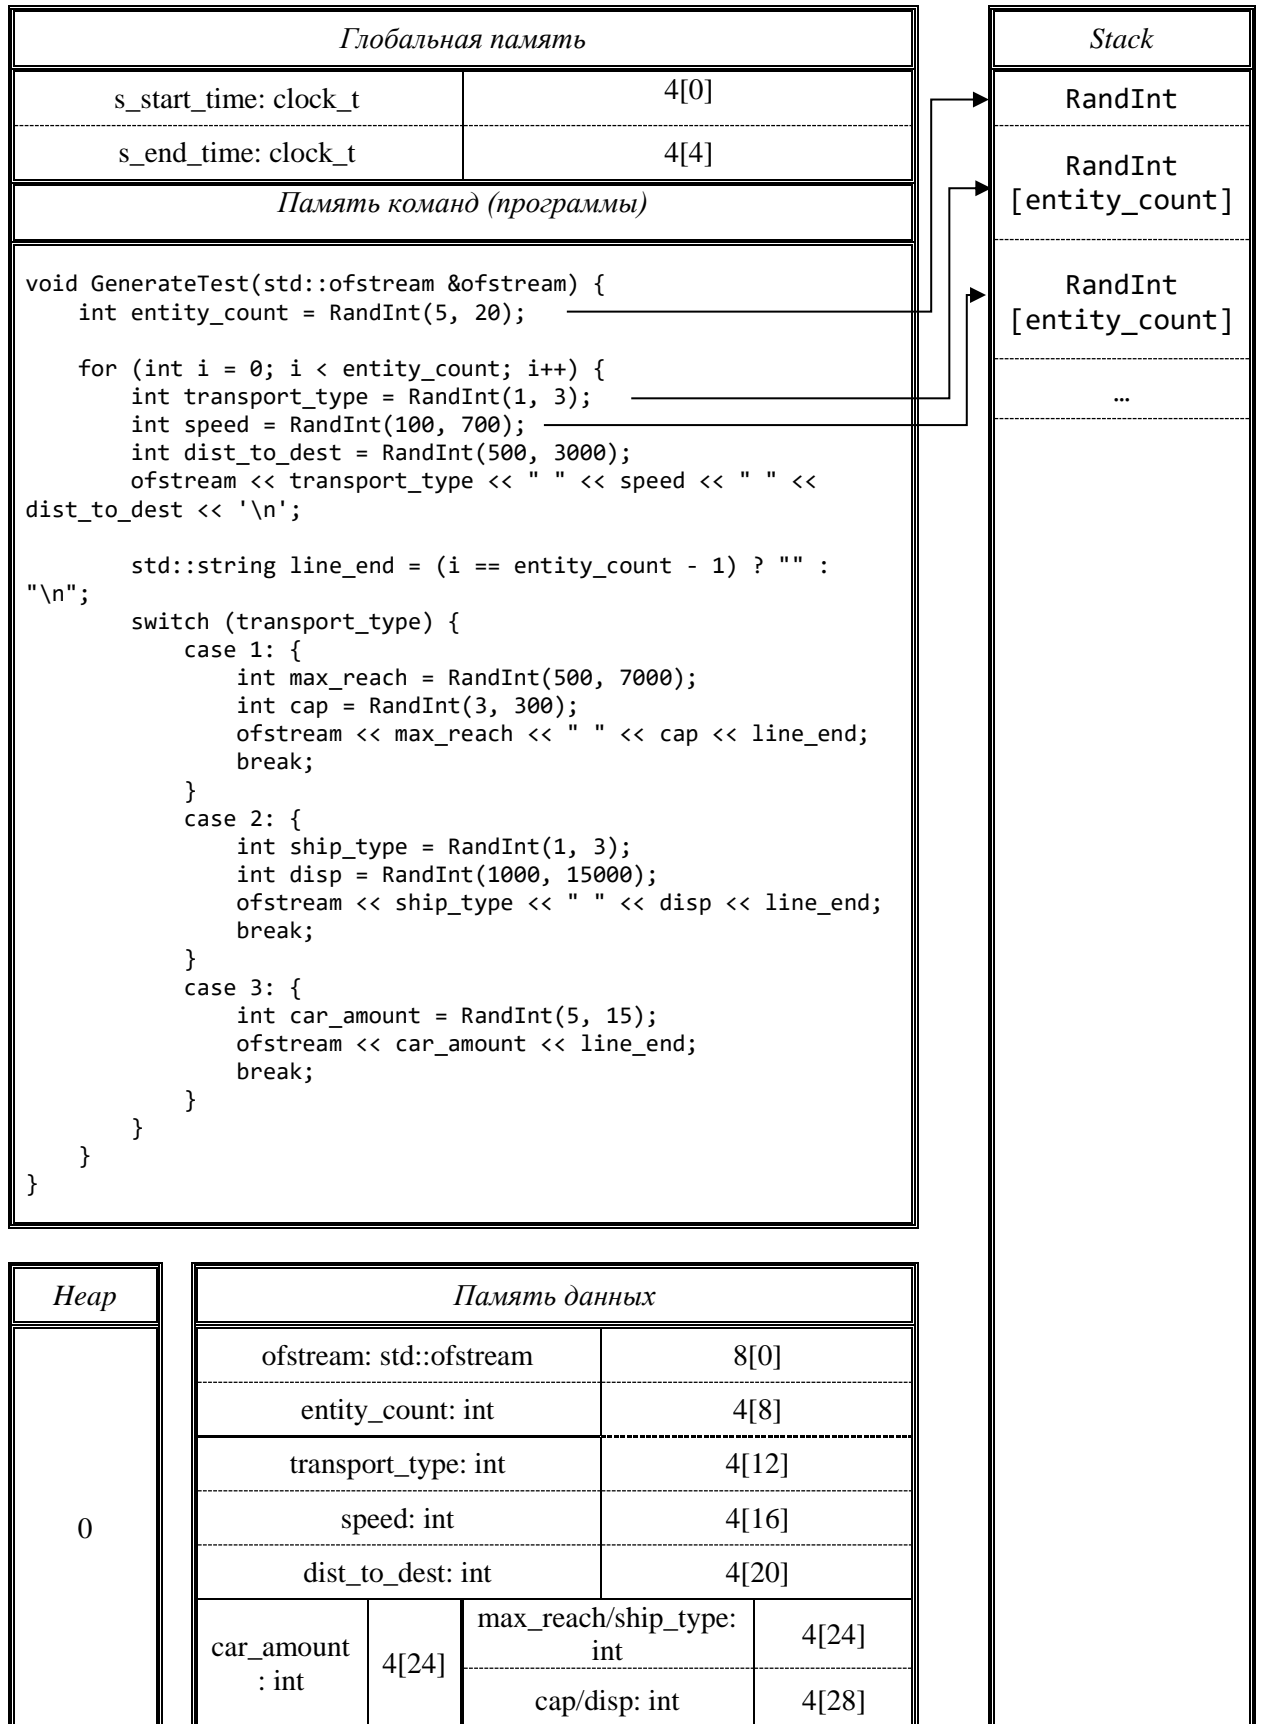 Глобальная память
s_start_time: clock_t 4[0]
s_end_time: clock_t 4[4]
Память команд (программы)
void GenerateTest(std::ofstream &ofstream) {
    int entity_count = RandInt(5, 20);

    for (int i = 0; i < entity_count; i++) {
        int transport_type = RandInt(1, 3);
        int speed = RandInt(100, 700);
        int dist_to_dest = RandInt(500, 3000);
        ofstream << transport_type << " " << speed << " " <<
dist_to_dest << '\n';

        std::string line_end = (i == entity_count - 1) ? "" :
"\n";
        switch (transport_type) {
            case 1: {
                int max_reach = RandInt(500, 7000);
                int cap = RandInt(3, 300);
                ofstream << max_reach << " " << cap << line_end;
                break;
            }
            case 2: {
                int ship_type = RandInt(1, 3);
                int disp = RandInt(1000, 15000);
                ofstream << ship_type << " " << disp << line_end;
                break;
            }
            case 3: {
                int car_amount = RandInt(5, 15);
                ofstream << car_amount << line_end;
                break;
            }
        }
    }
}
Stack
RandInt
RandInt
[entity_count]
RandInt
[entity_count]
…
Heap
0
Память данных
ofstream: std::ofstream 8[0]
entity_count: int 4[8]
transport_type: int 4[12]
speed: int 4[16]
dist_to_dest: int 4[20]
car_amount
: int
4[24]
max_reach/ship_type:
int
4[24]
cap/disp: int 4[28]